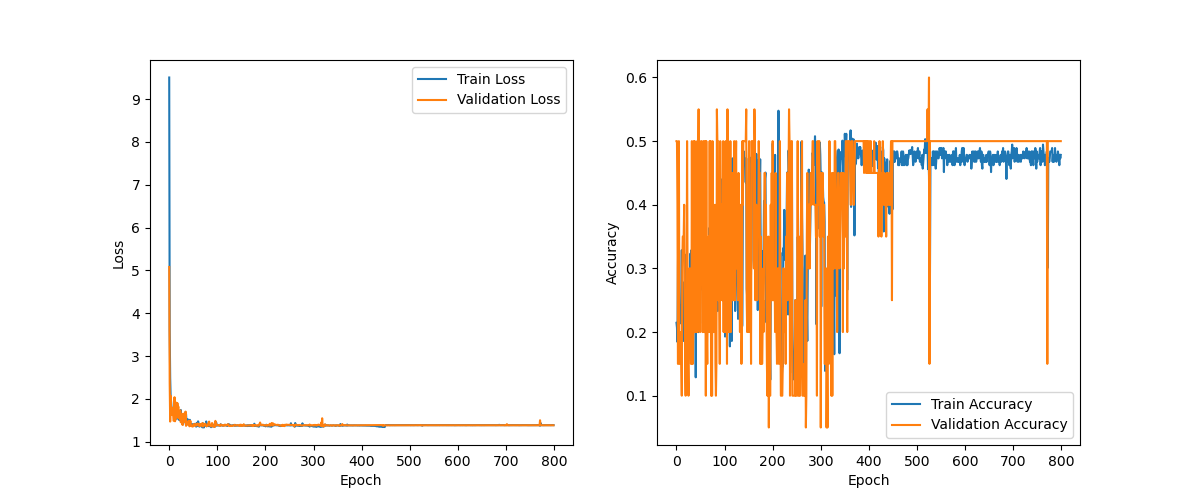 Train Loss
Validation Loss
9
8
7
6
5
4
3
2
1
Loss
0 100 200 300 400 500 600 700 800
Epoch
0.6
0.5
0.4
0.3
0.2
0.1
Accuracy
Train Accuracy
Validation Accuracy
0 100 200 300 400 500 600 700 800
Epoch